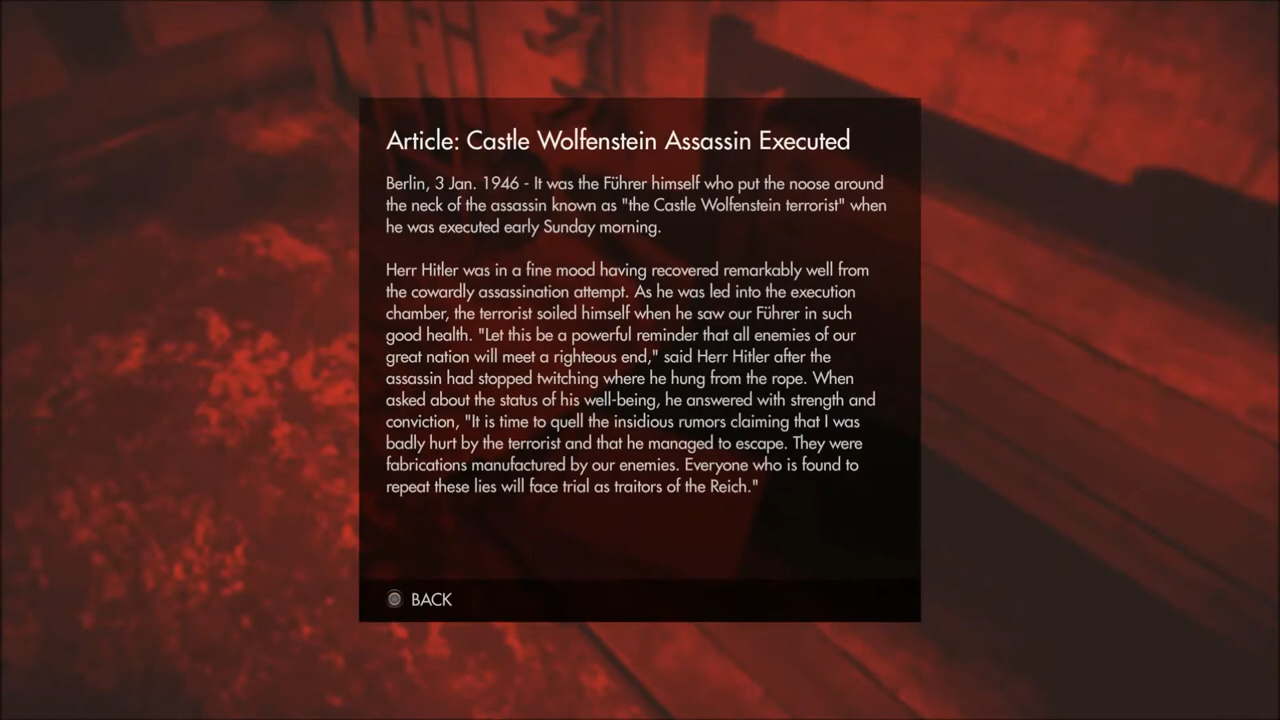 Article: Castle Wolfenstein Assassin Executed
Berlin, 3 Jan. 1946 - It was the Führer himself who put the noose around
the neck of the assassin known as "the Castle Wolfenstein terrorist" when
he was executed early Sunday morning.
Herr Hitler was in a fine mood having recovered remarkably well from
the cowardly assassination attempt. As he was led into the execution
chamber, the terrorist soiled himself when he saw our Führer in such
good health. "Let this be a powerful reminder that all enemies of our
great nation will meet a righteous end," said Herr Hitler after the
assassin had stopped twitching where he hung from the rope. When
asked about the status of his well-being, he answered with strength and
conviction, "It is time to quell the insidious rumors claiming that I was
badly hurt by the terrorist and that he managed to escape. They were
fabrications manufactured by our enemies. Everyone who is found to
repeat these lies will face trial as traitors of the Reich."
BACK